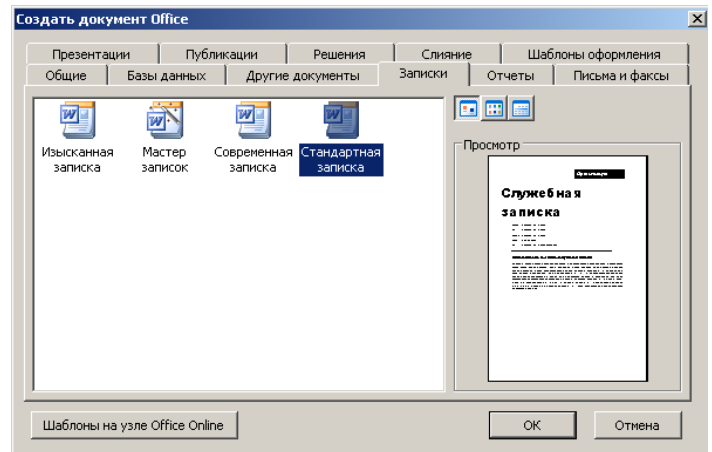 Создать документ Office
Презентации Публикации Решения Слияние Шаблоны оформления
Общие Базы данных Другие документы Записки Отчеты Письма и факсы
Изысканная записка
Мастер записок
Современная записка
Стандартная записка
Просмотр
Служебная
записка
Шаблоны на узле Office Online
ОК
Отмена